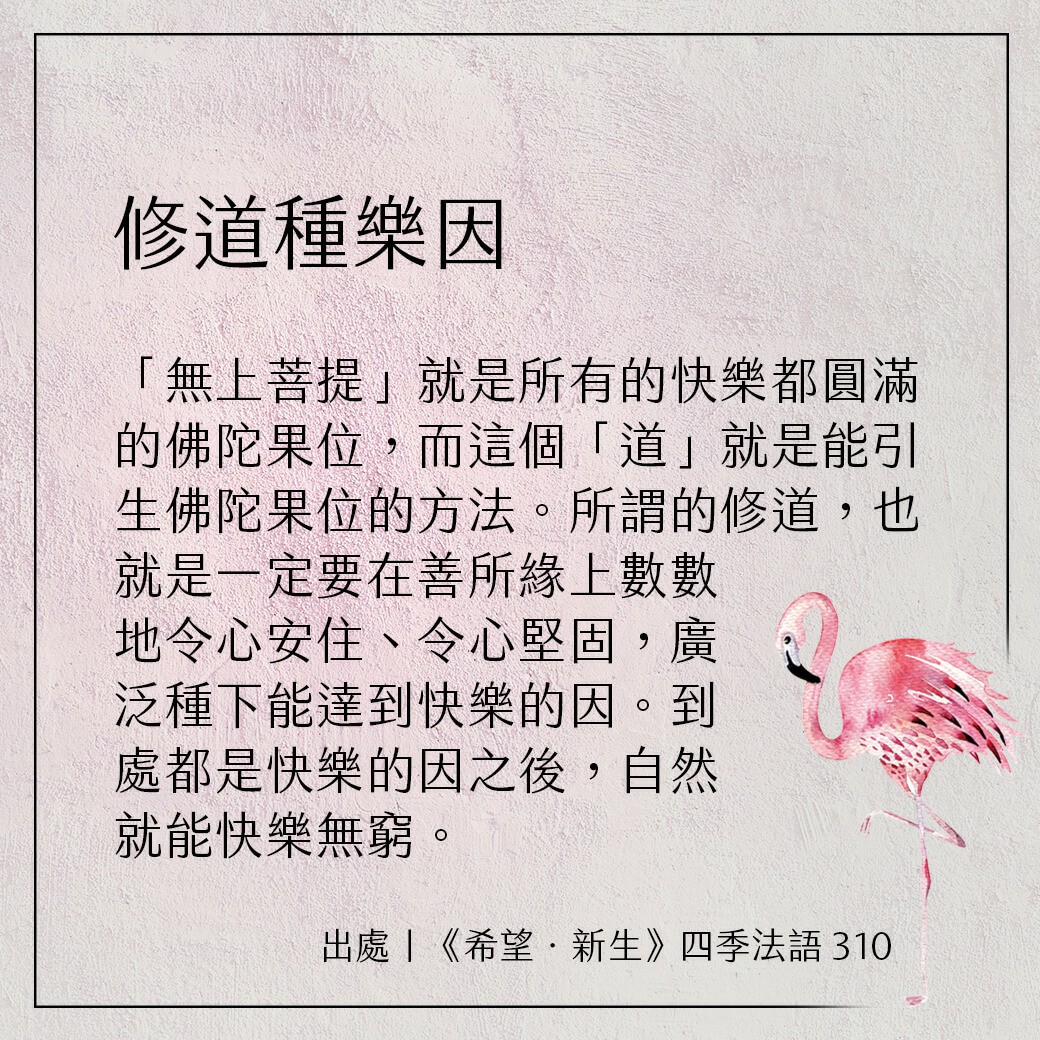 修道種樂因
「無上菩提」就是所有的快樂都圓滿
的佛陀果位，而這個「道」就是能引
生佛陀果位的方法。所謂的修道，也
就是一定要在善所緣上數數
地令心安住、令心堅固，廣
泛種下能達到快樂的因。到
處都是快樂的因之後，自然
就能快樂無窮。
出處｜《希望．新生》四季法語 310